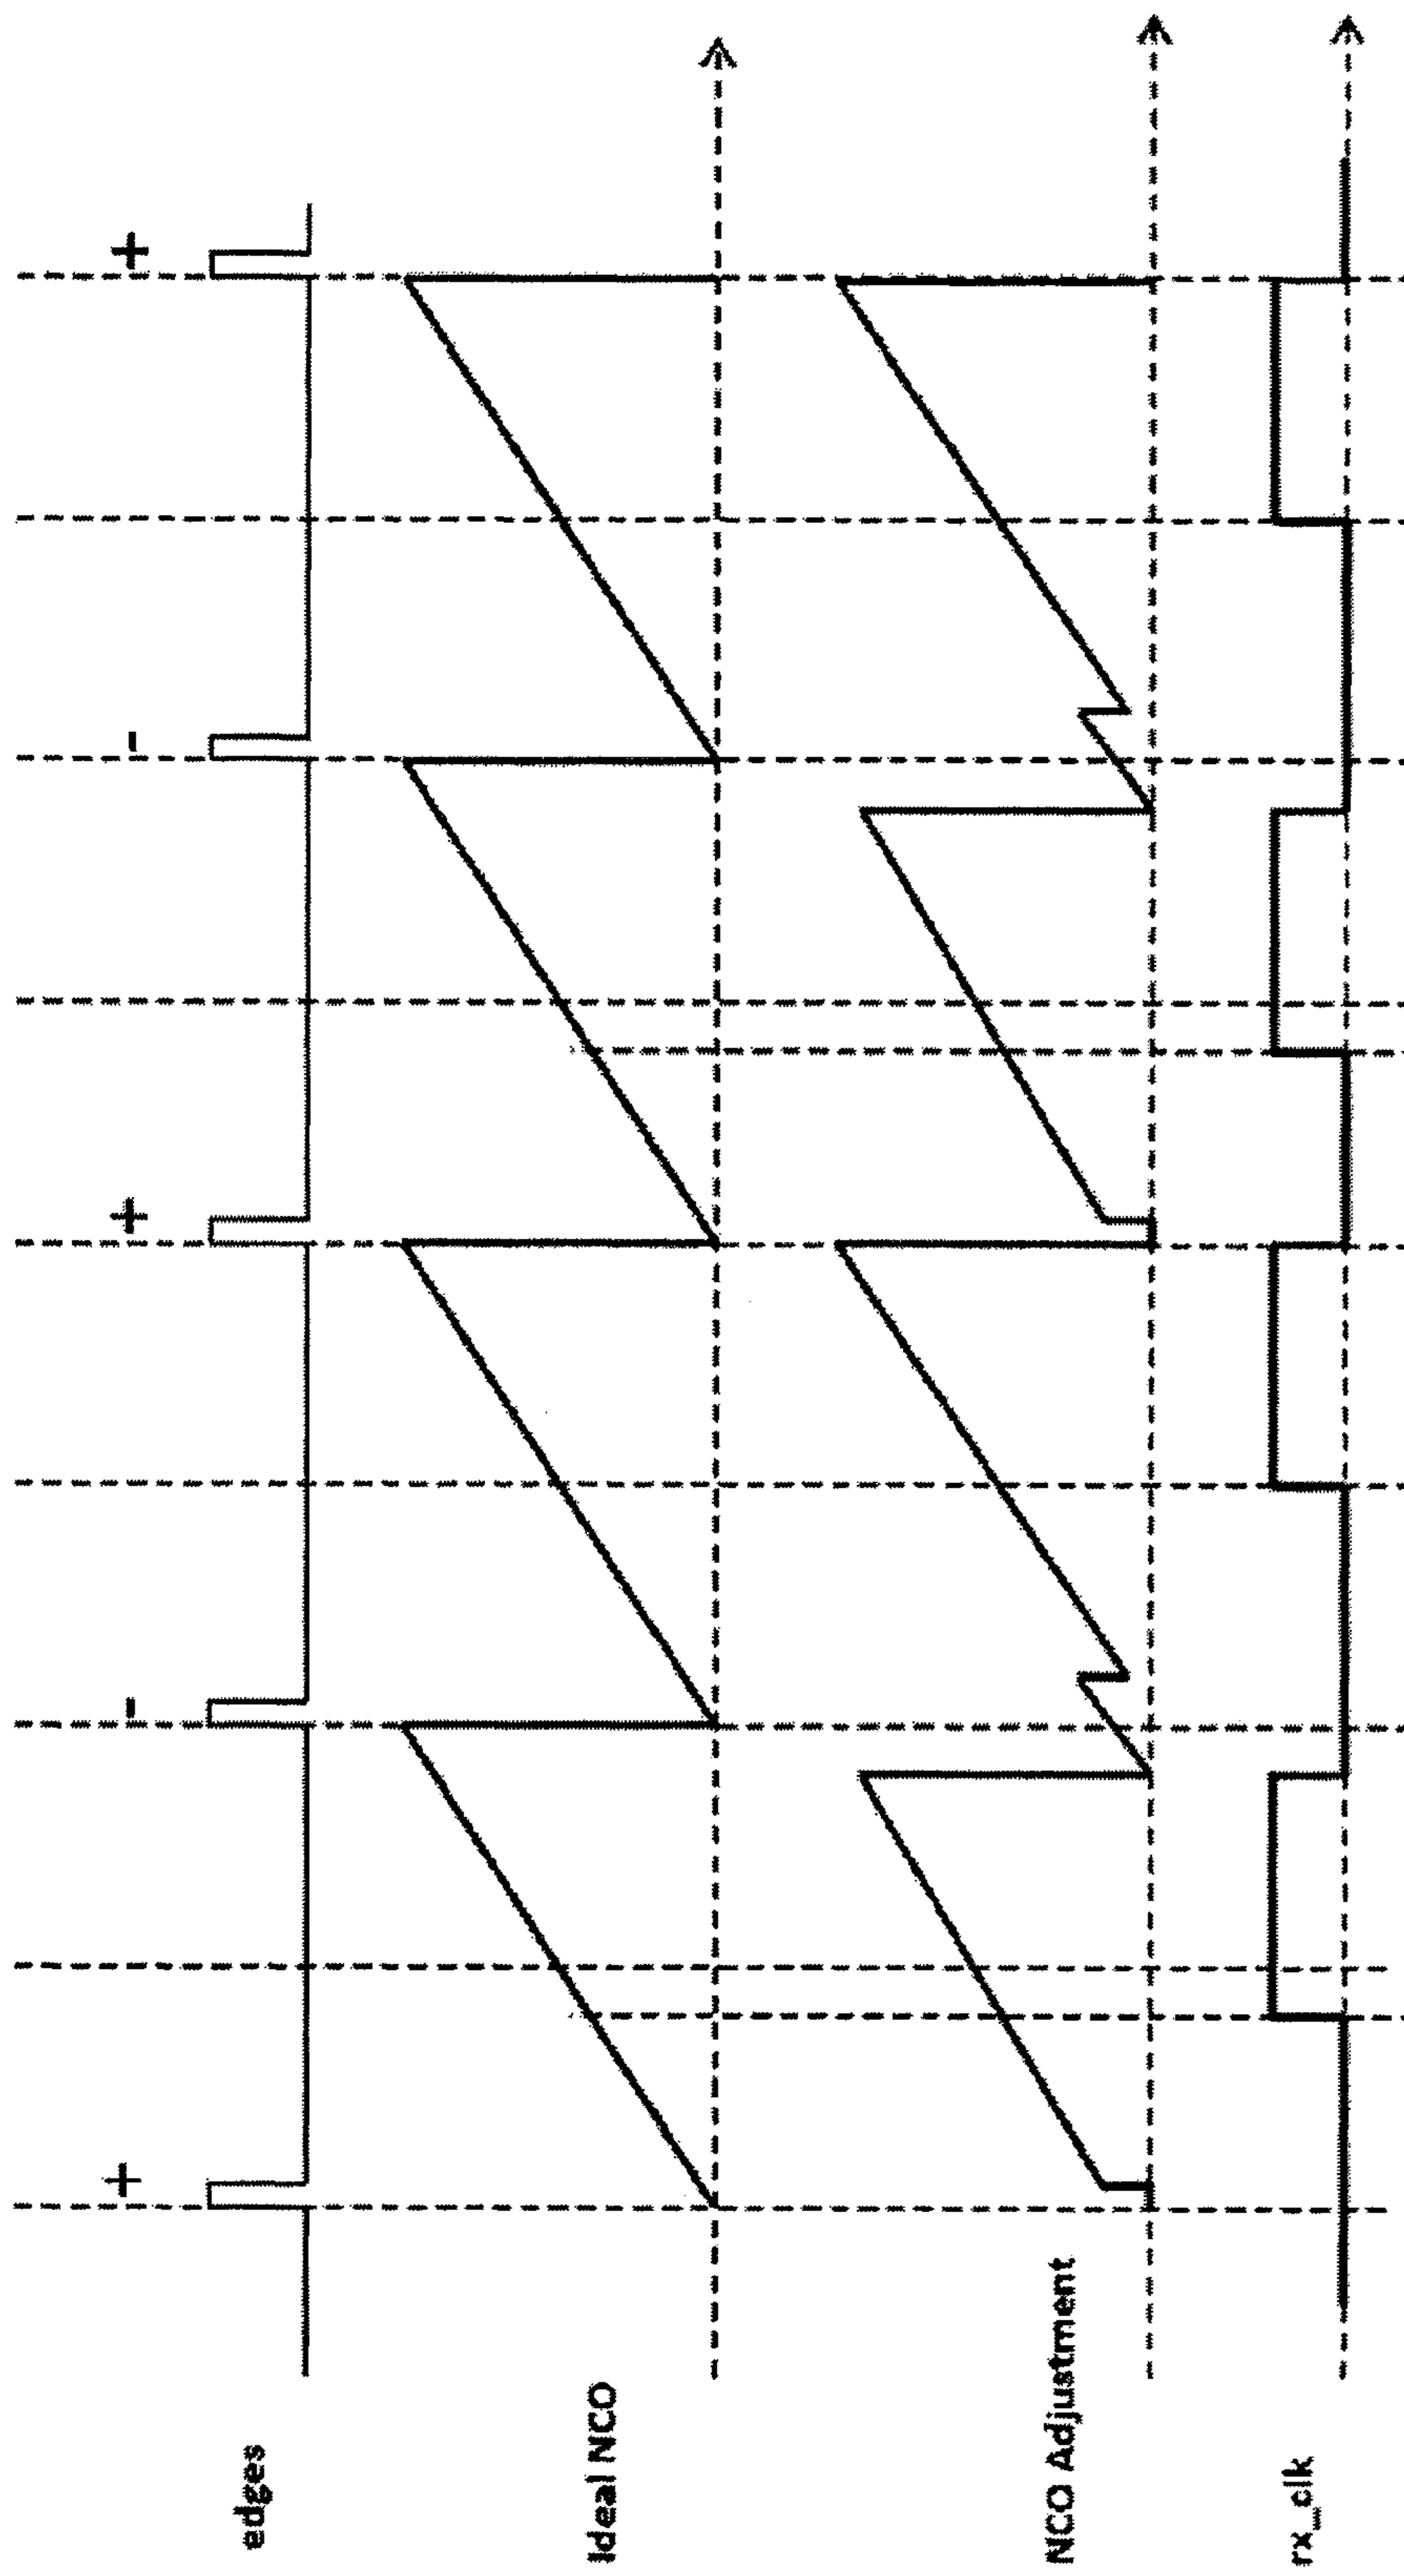 edges
+ - + - +
Ideal NCO
NCO Adjustment
rx_clk